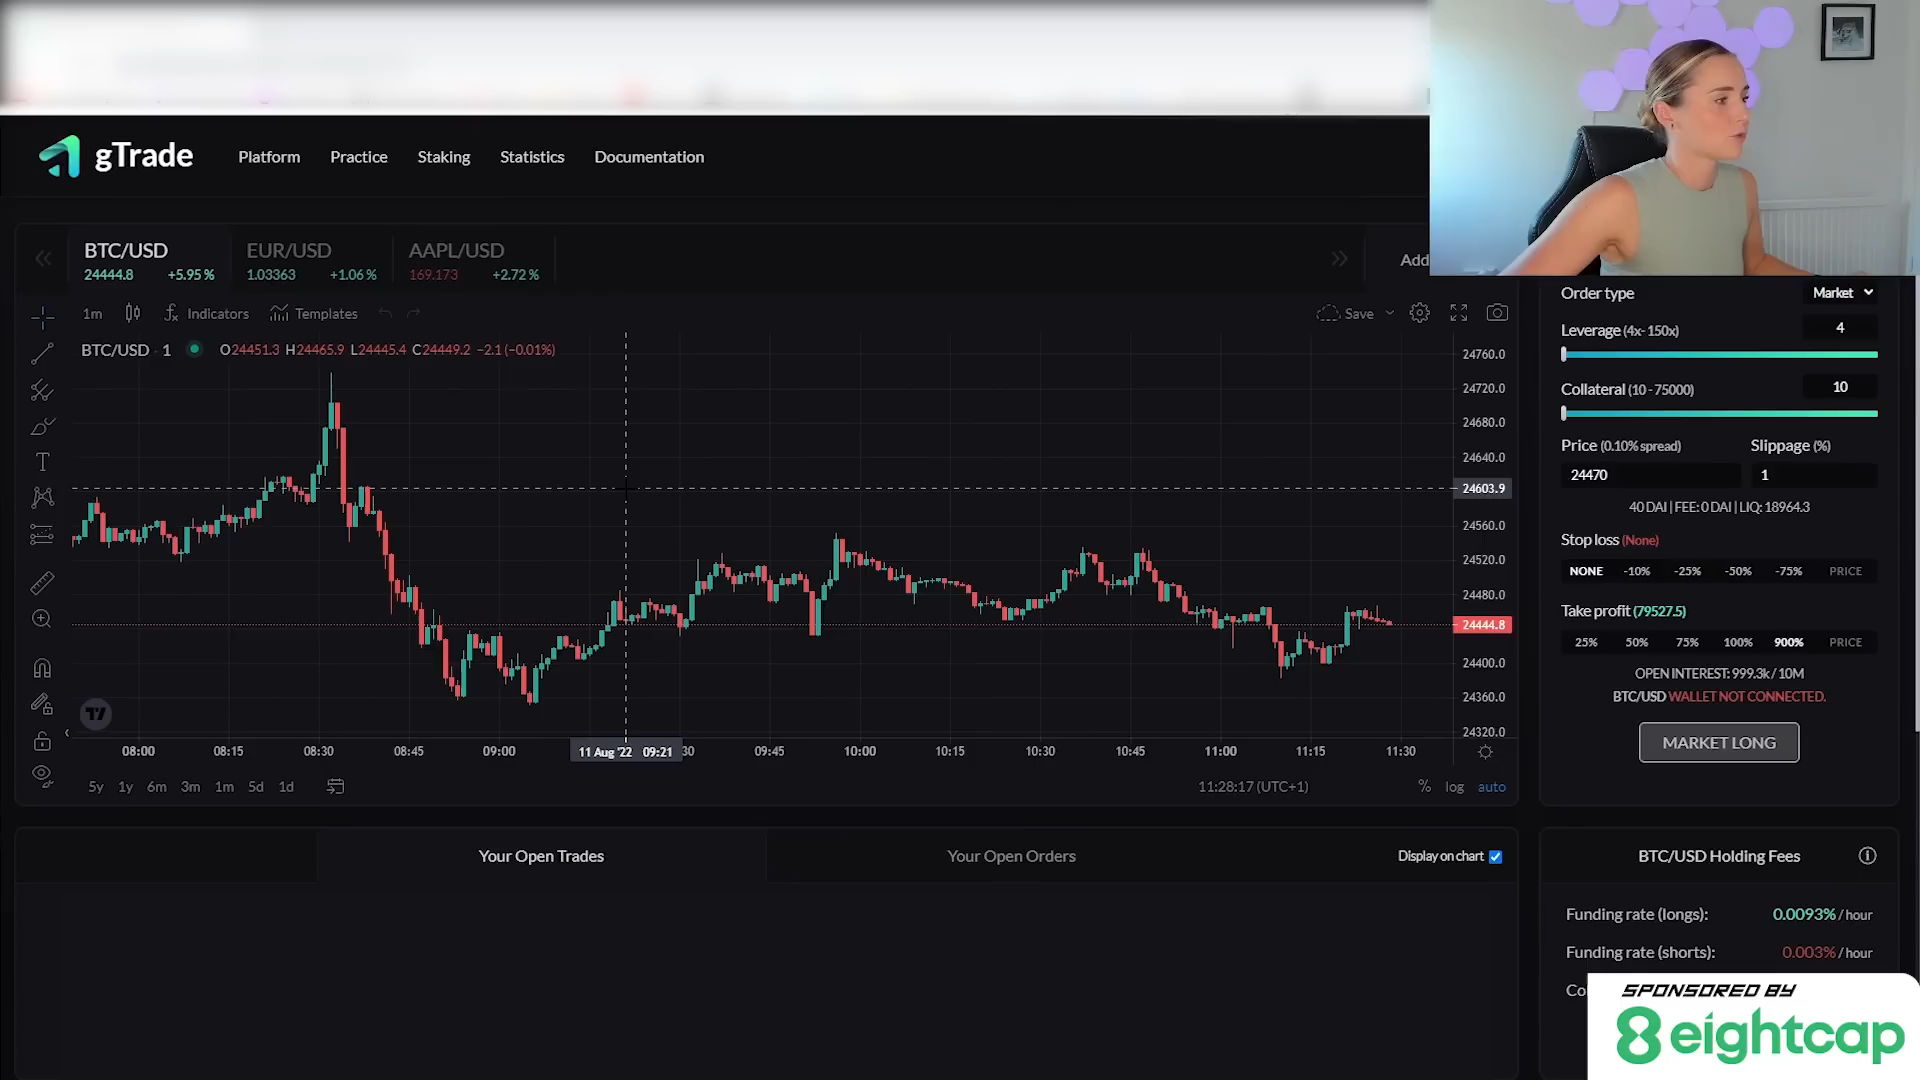 gTrade
Platform
Practice
Staking
Statistics
Documentation
BTC/USD
24444.8 +5.95%
EUR/USD
1.03363 +1.06%
AAPL/USD
169.173 +2.72%
Add
1m
Indicators
Templates
Save
BTC/USD · 1
O24451.3 H24465.9 L24445.4 C24449.2 −2.1 (−0.01%)
24760.0
24720.0
24680.0
24640.0
24603.9
24560.0
24520.0
24480.0
24444.8
24400.0
24360.0
24320.0
08:00 08:15 08:30 08:45 09:00 11 Aug '22 09:21 30 09:45 10:00 10:15 10:30 10:45 11:00 11:15 11:30
5y 1y 6m 3m 1m 5d 1d
11:28:17 (UTC+1)
% log auto
Order type
Market
Leverage (4x- 150x)
4
Collateral (10 - 75000)
10
Price (0.10% spread)
Slippage (%)
24470
1
40 DAI | FEE: 0 DAI | LIQ: 18964.3
Stop loss (None)
NONE -10% -25% -50% -75% PRICE
Take profit (79527.5)
25% 50% 75% 100% 900% PRICE
OPEN INTEREST: 999.3k / 10M
BTC/USD WALLET NOT CONNECTED.
MARKET LONG
Your Open Trades
Your Open Orders
Display on chart
BTC/USD Holding Fees
Funding rate (longs): 0.0093% / hour
Funding rate (shorts): 0.003% / hour
Co
SPONSORED BY
8 eightcap